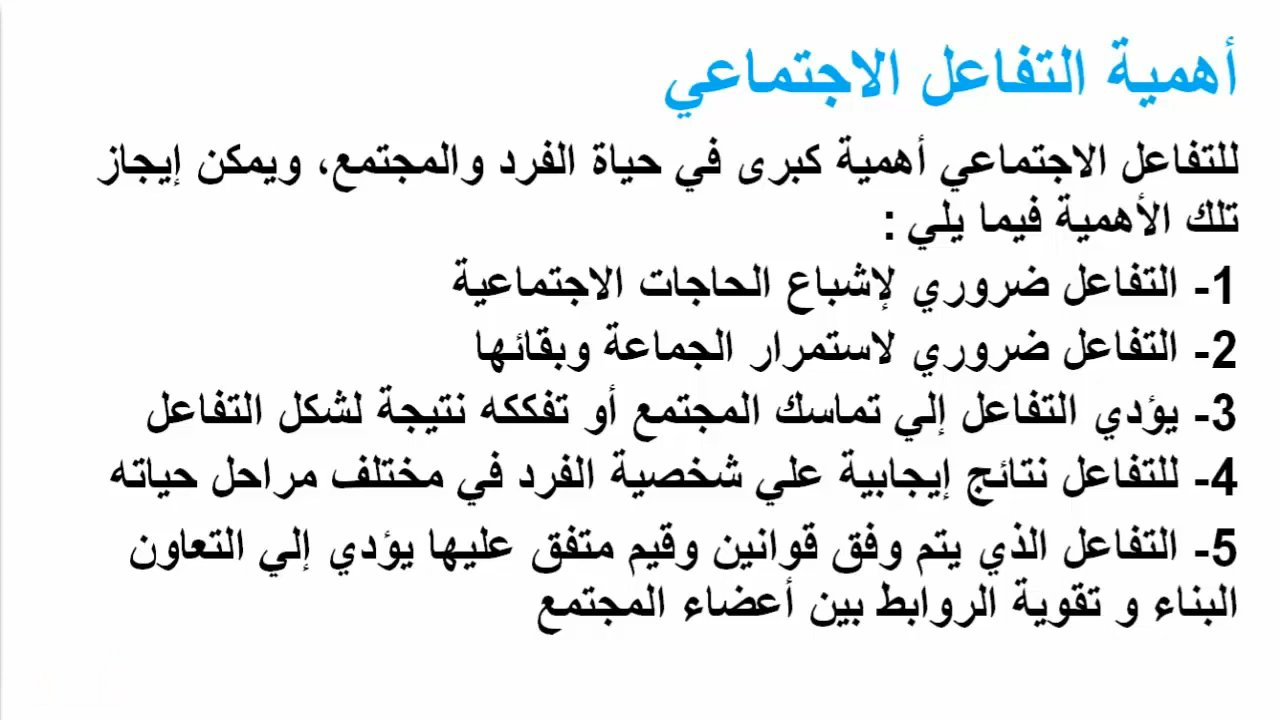 أهمية التفاعل الاجتماعي
للتفاعل الاجتماعي أهمية كبرى في حياة الفرد والمجتمع، ويمكن إيجاز
تلك الأهمية فيما يلي :
1- التفاعل ضروري لإشباع الحاجات الاجتماعية
2- التفاعل ضروري لاستمرار الجماعة وبقائها
3- يؤدي التفاعل إلي تماسك المجتمع أو تفككه نتيجة لشكل التفاعل
4- للتفاعل نتائج إيجابية علي شخصية الفرد في مختلف مراحل حياته
5- التفاعل الذي يتم وفق قوانين وقيم متفق عليها يؤدي إلي التعاون
البناء و تقوية الروابط بين أعضاء المجتمع